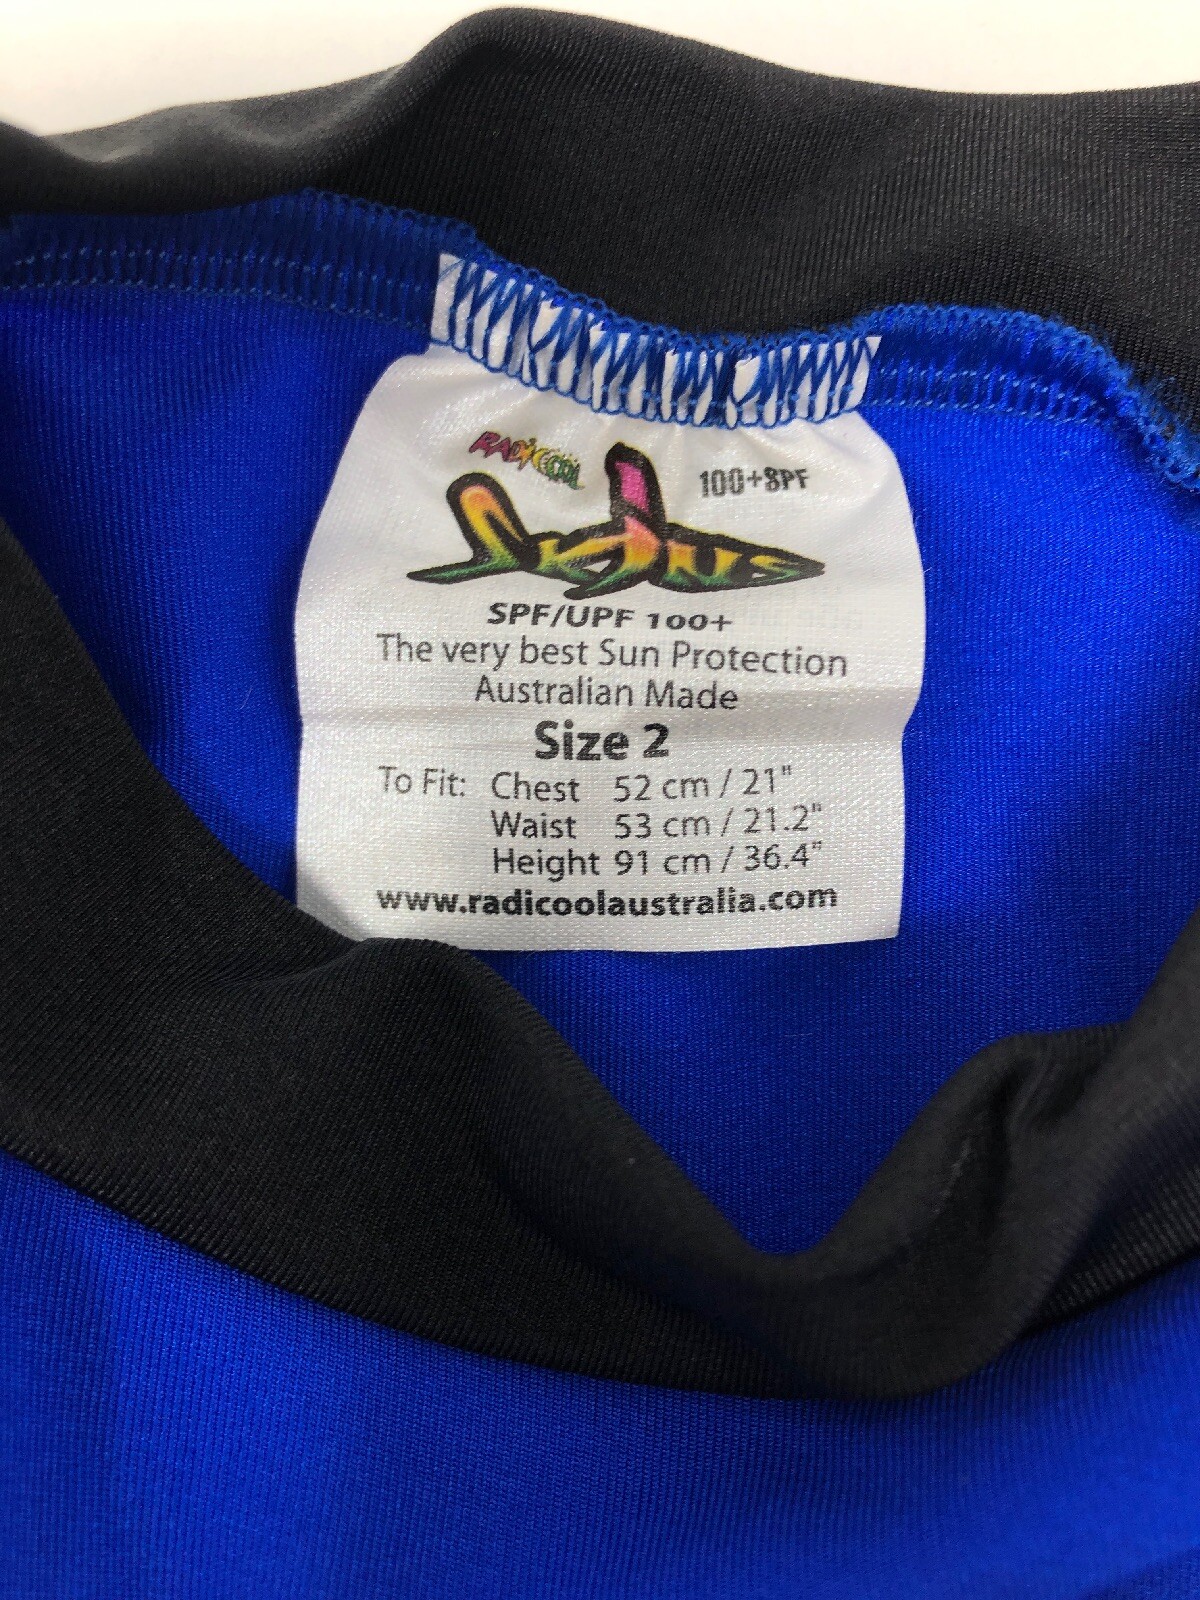 RADICOOL
100+SPF
SKINS
SPF/UPF 100+
The very best Sun Protection
Australian Made
Size 2
To Fit: Chest 52 cm / 21"
Waist 53 cm / 21.2"
Height 91 cm / 36.4"
www.radicoolaustralia.com